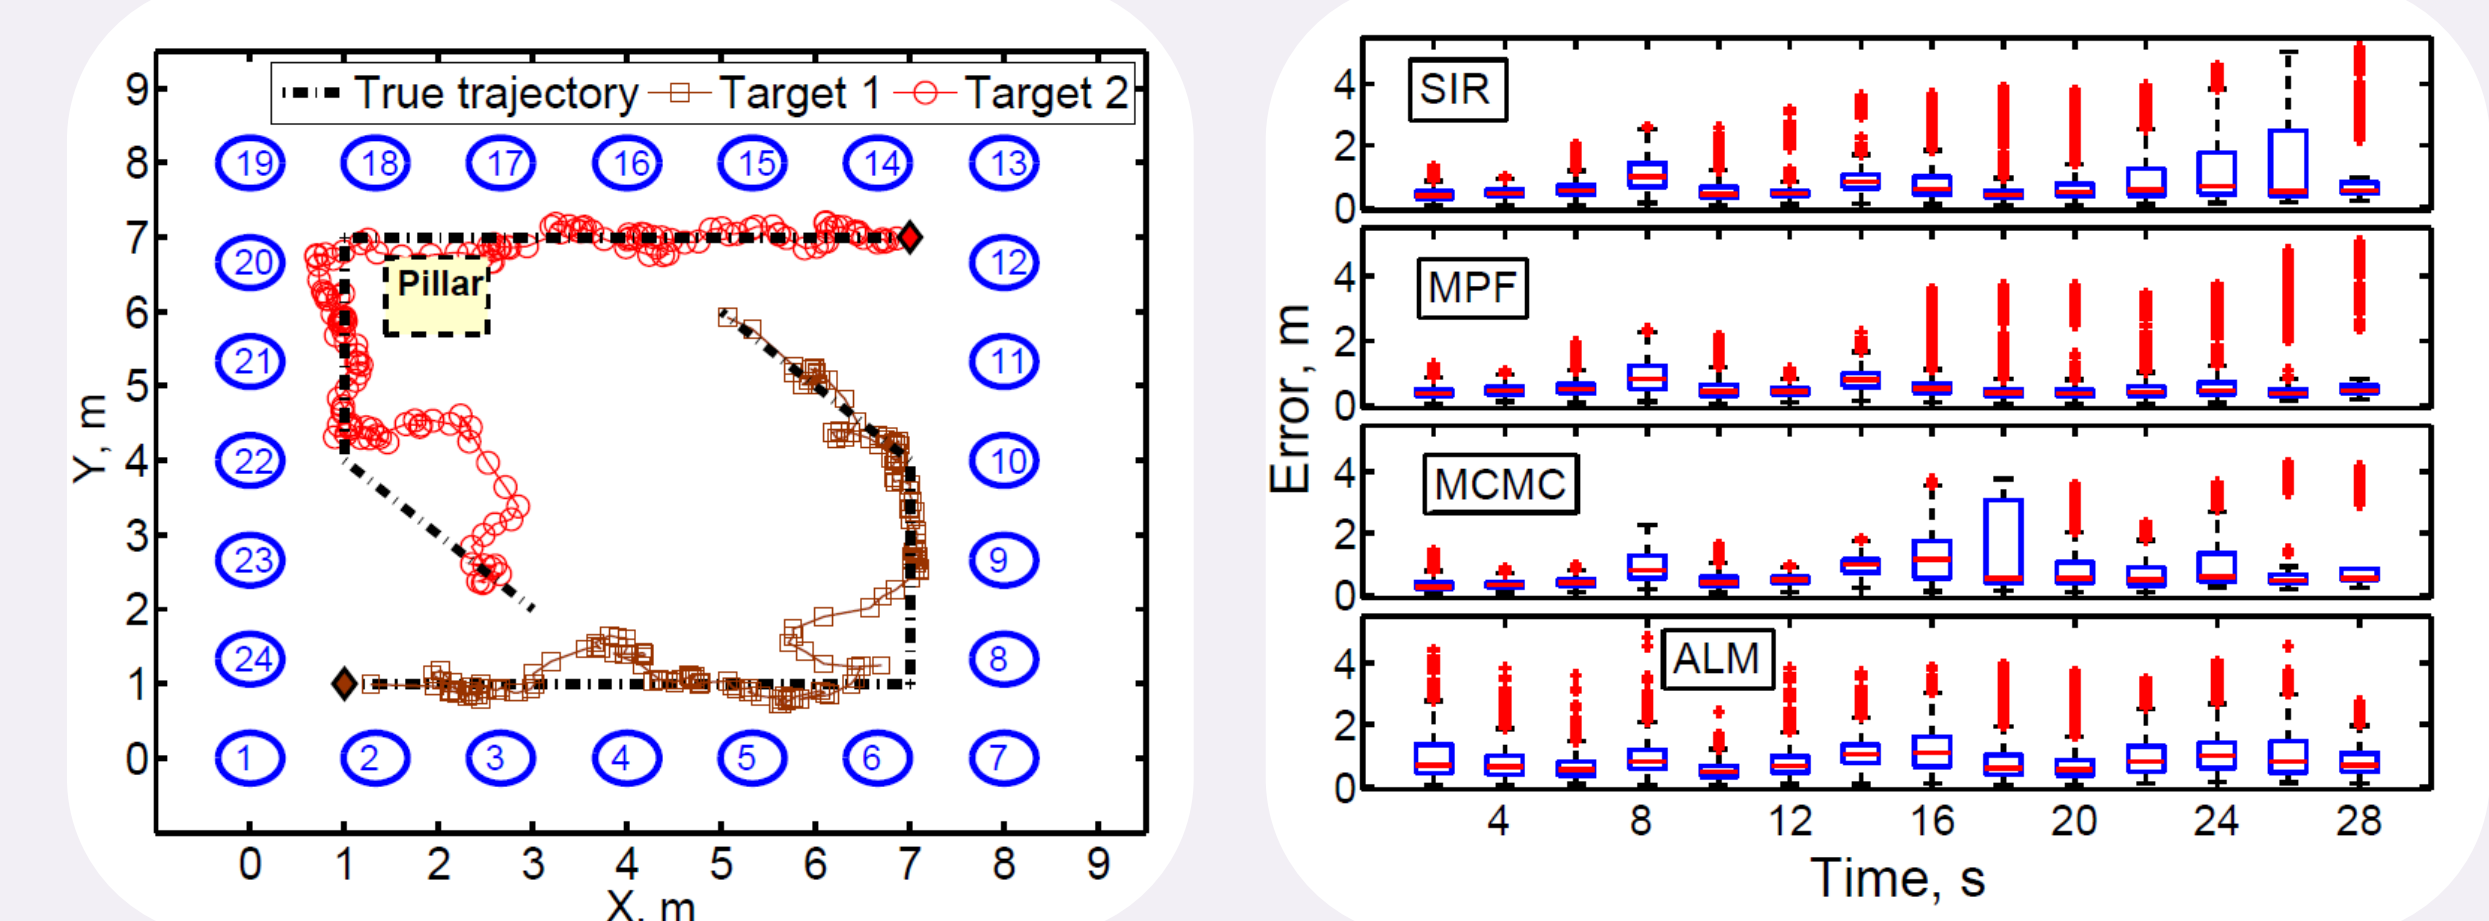 True trajectory Target 1 Target 2
9
8
7
6
5
4
3
2
1
0
Y, m
19 18 17 16 15 14 13
20 12
Pillar
21 11
22 10
23 9
24 8
1 2 3 4 5 6 7
0 1 2 3 4 5 6 7 8 9
X, m
Error, m
SIR
4
2
0
MPF
4
2
0
MCMC
4
2
0
ALM
4
2
0
4 8 12 16 20 24 28
Time, s